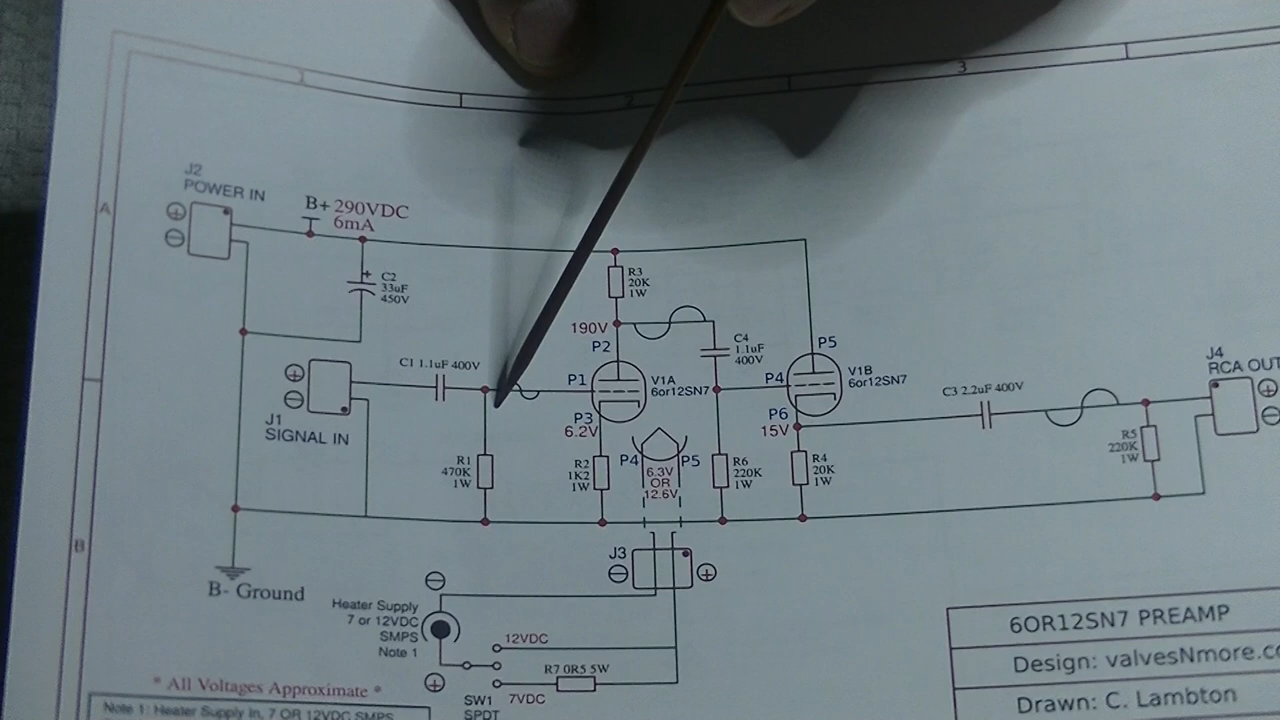 2
3
A
J2
POWER IN
B+ 290VDC
6mA
C2
33uF
450V
R3
20K
1W
190V
P2
C4
1.1uF
400V
P5
C1 1.1uF 400V
P1
V1A
6or12SN7
P4
V1B
6or12SN7
J1
SIGNAL IN
P3
6.2V
P6
15V
C3 2.2uF 400V
J4
RCA OUT
R1
470K
1W
R2
1K2
1W
P4
6.3V
OR
12.6V
P5
R6
220K
1W
R4
20K
1W
R5
220K
1W
B
B- Ground
J3
Heater Supply
7 or 12VDC
SMPS
Note 1
12VDC
R7 0R5 5W
7VDC
SW1
SPDT
* All Voltages Approximate *
Note 1: Heater Supply In, 7 OR 12VDC SMPS
6OR12SN7 PREAMP
Design: valvesNmore.c
Drawn: C. Lambton